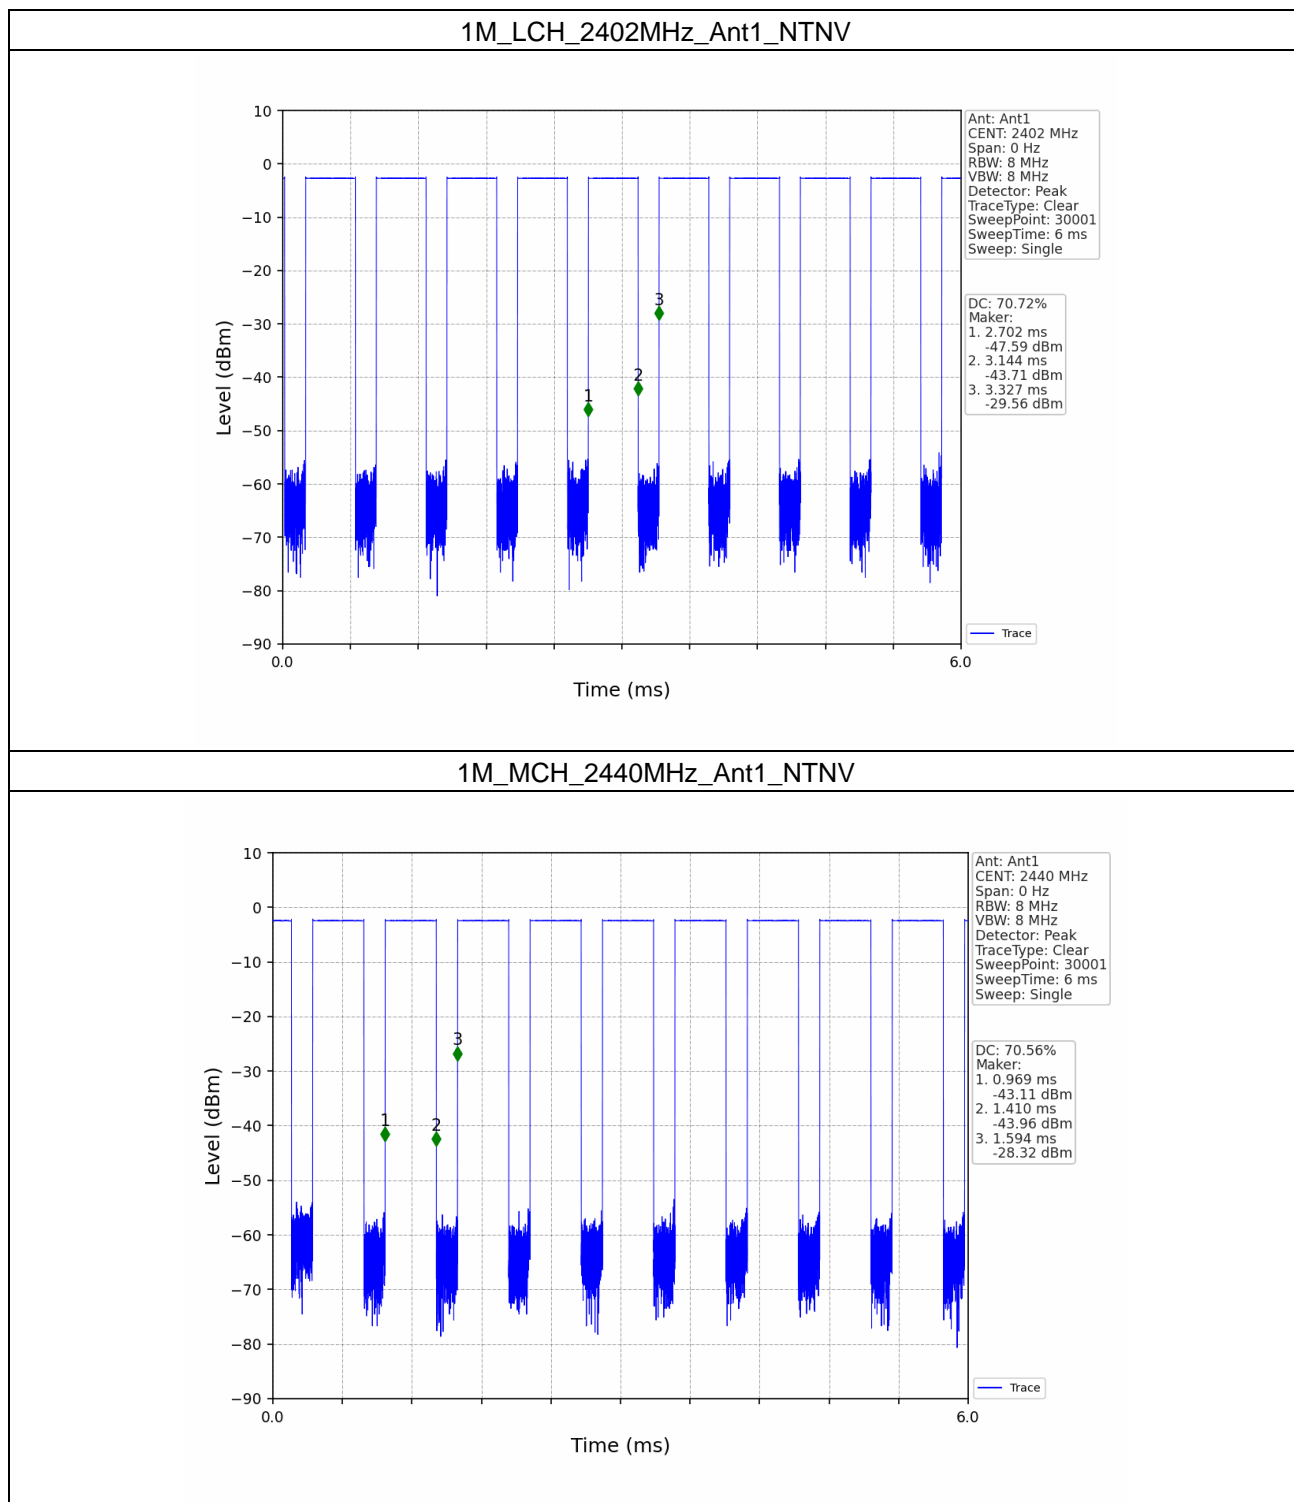 1M_LCH_2402MHz_Ant1_NTNV
10
0
−10
−20
−30
−40
−50
−60
−70
−80
−90
Level (dBm)
0.0
6.0
Time (ms)
1
2
3
Ant: Ant1
CENT: 2402 MHz
Span: 0 Hz
RBW: 8 MHz
VBW: 8 MHz
Detector: Peak
TraceType: Clear
SweepPoint: 30001
SweepTime: 6 ms
Sweep: Single
DC: 70.72%
Maker:
1. 2.702 ms
-47.59 dBm
2. 3.144 ms
-43.71 dBm
3. 3.327 ms
-29.56 dBm
Trace
1M_MCH_2440MHz_Ant1_NTNV
10
0
−10
−20
−30
−40
−50
−60
−70
−80
−90
Level (dBm)
0.0
6.0
Time (ms)
1
2
3
Ant: Ant1
CENT: 2440 MHz
Span: 0 Hz
RBW: 8 MHz
VBW: 8 MHz
Detector: Peak
TraceType: Clear
SweepPoint: 30001
SweepTime: 6 ms
Sweep: Single
DC: 70.56%
Maker:
1. 0.969 ms
-43.11 dBm
2. 1.410 ms
-43.96 dBm
3. 1.594 ms
-28.32 dBm
Trace